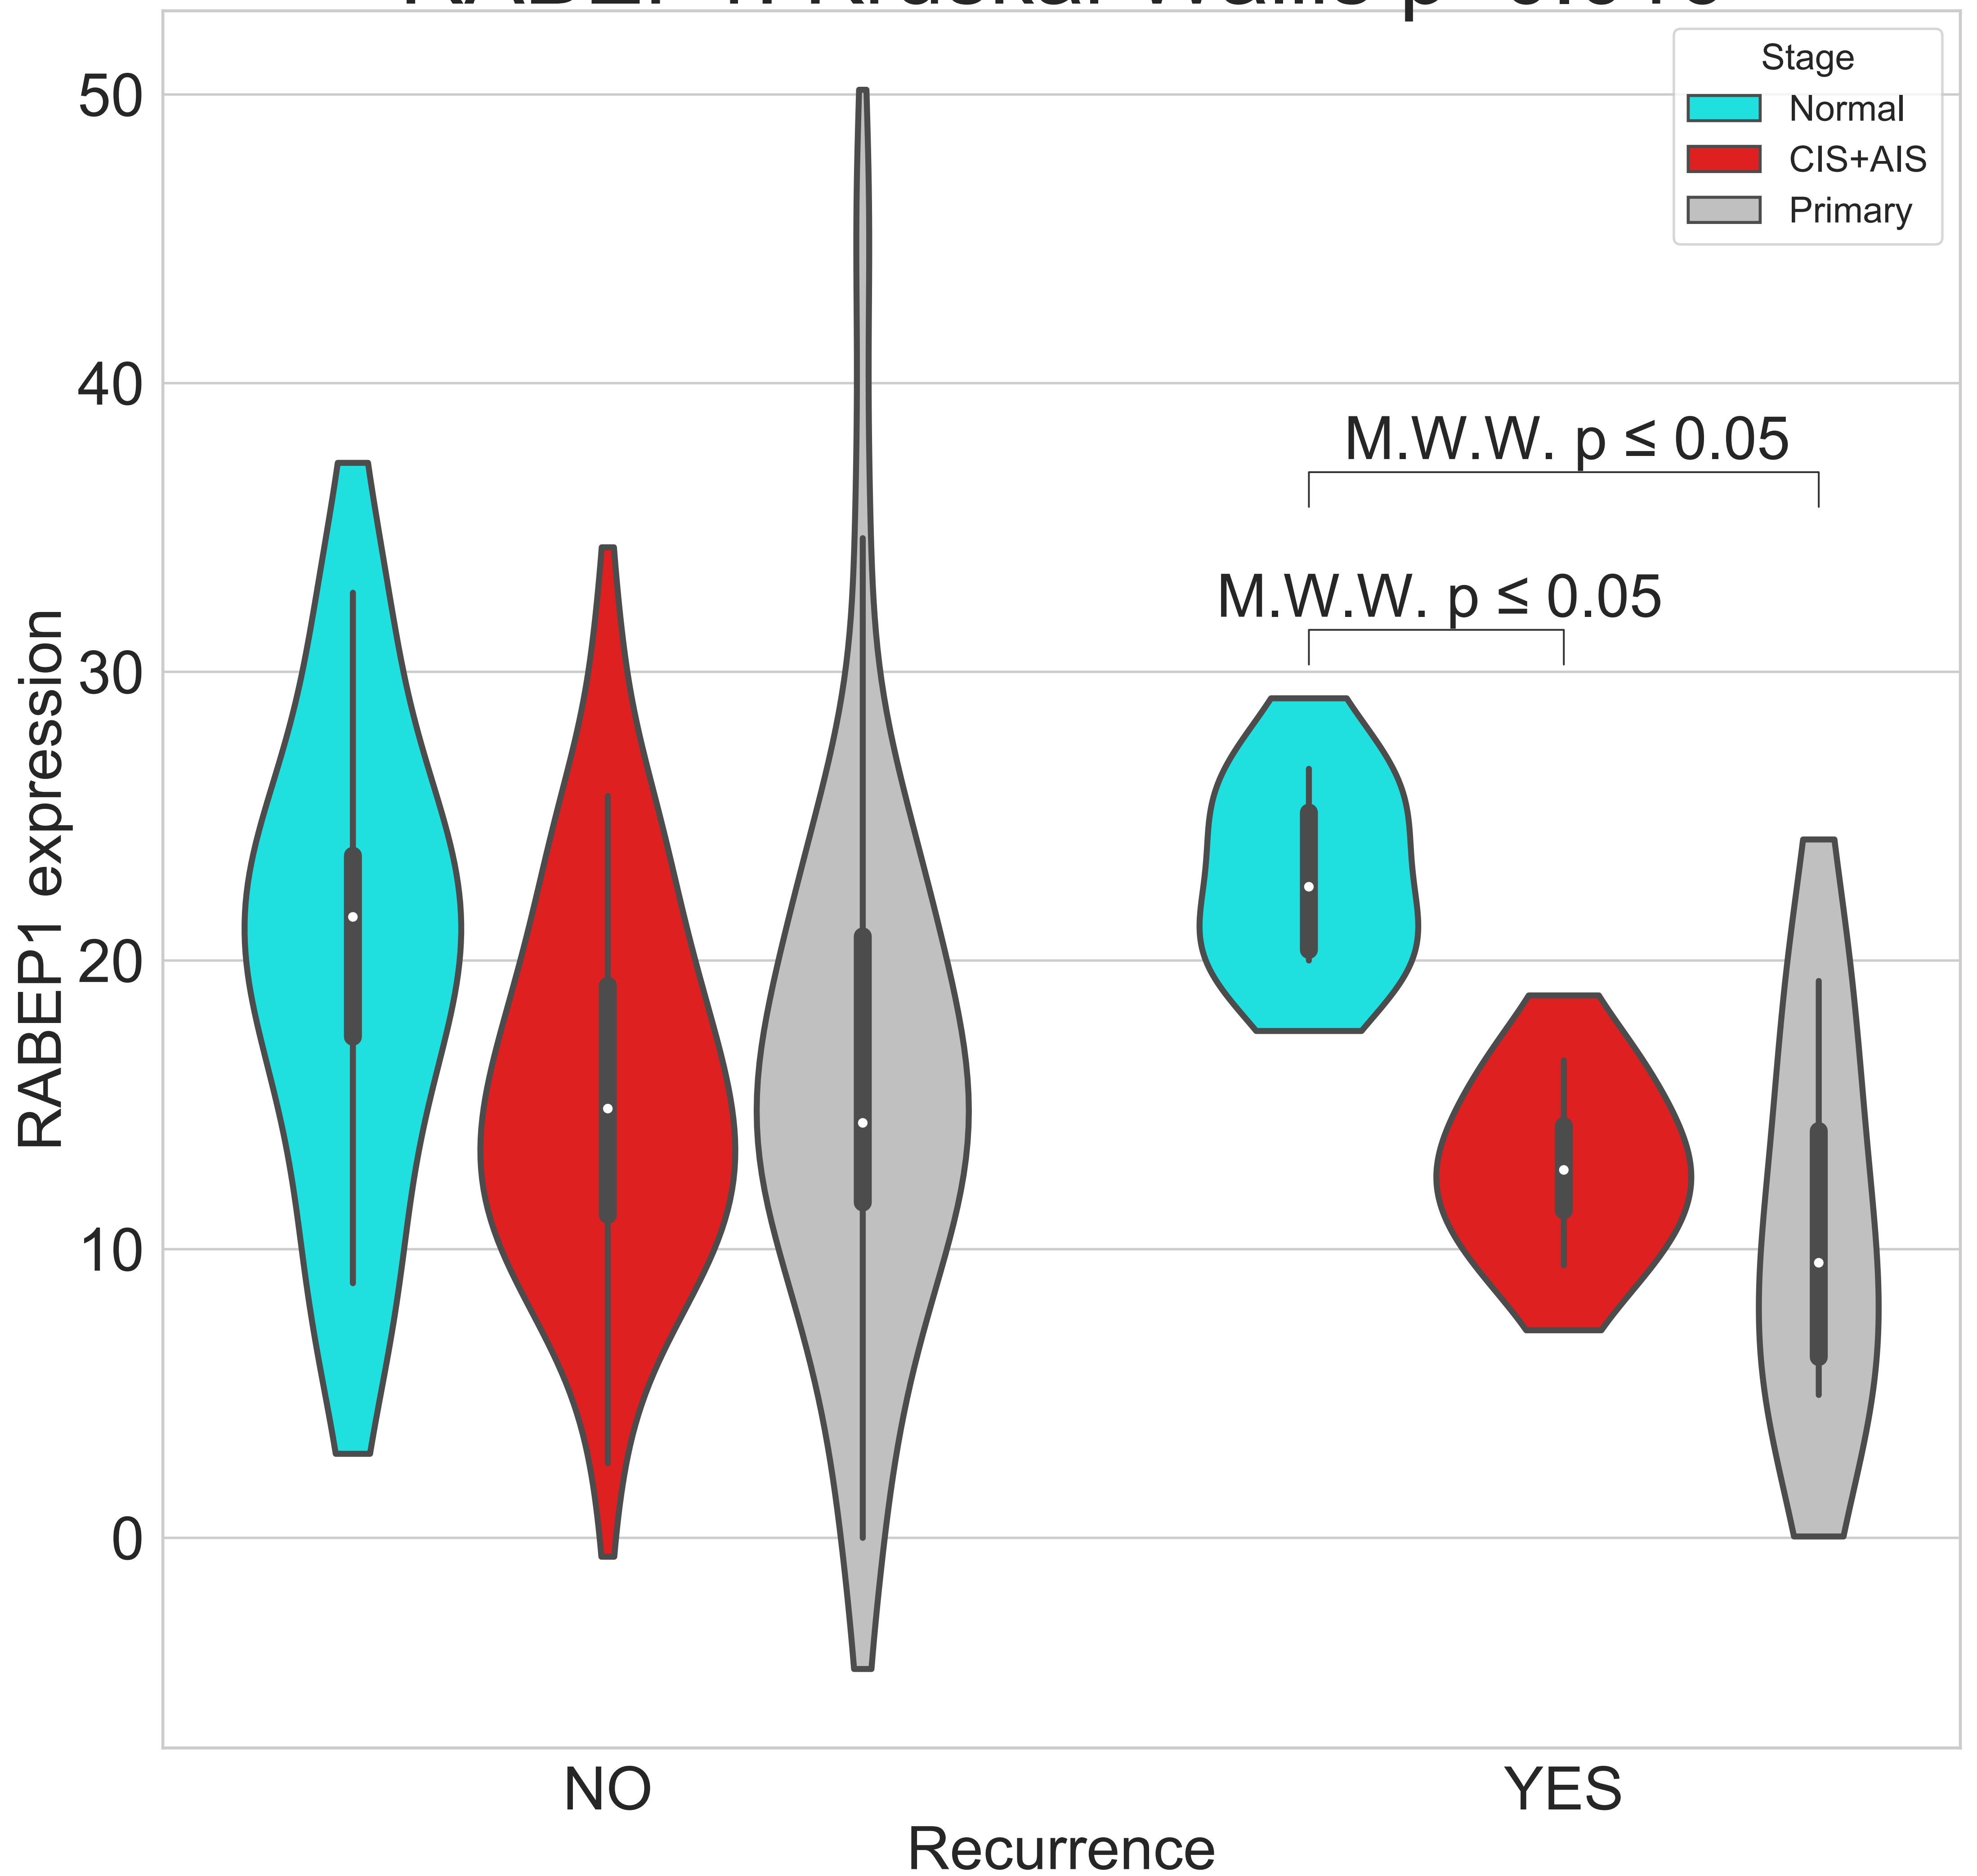 Stage
Normal
CIS+AIS
Primary
50
40
30
20
10
0
RABEP1 expression
M.W.W. p ≤ 0.05
M.W.W. p ≤ 0.05
NO
YES
Recurrence